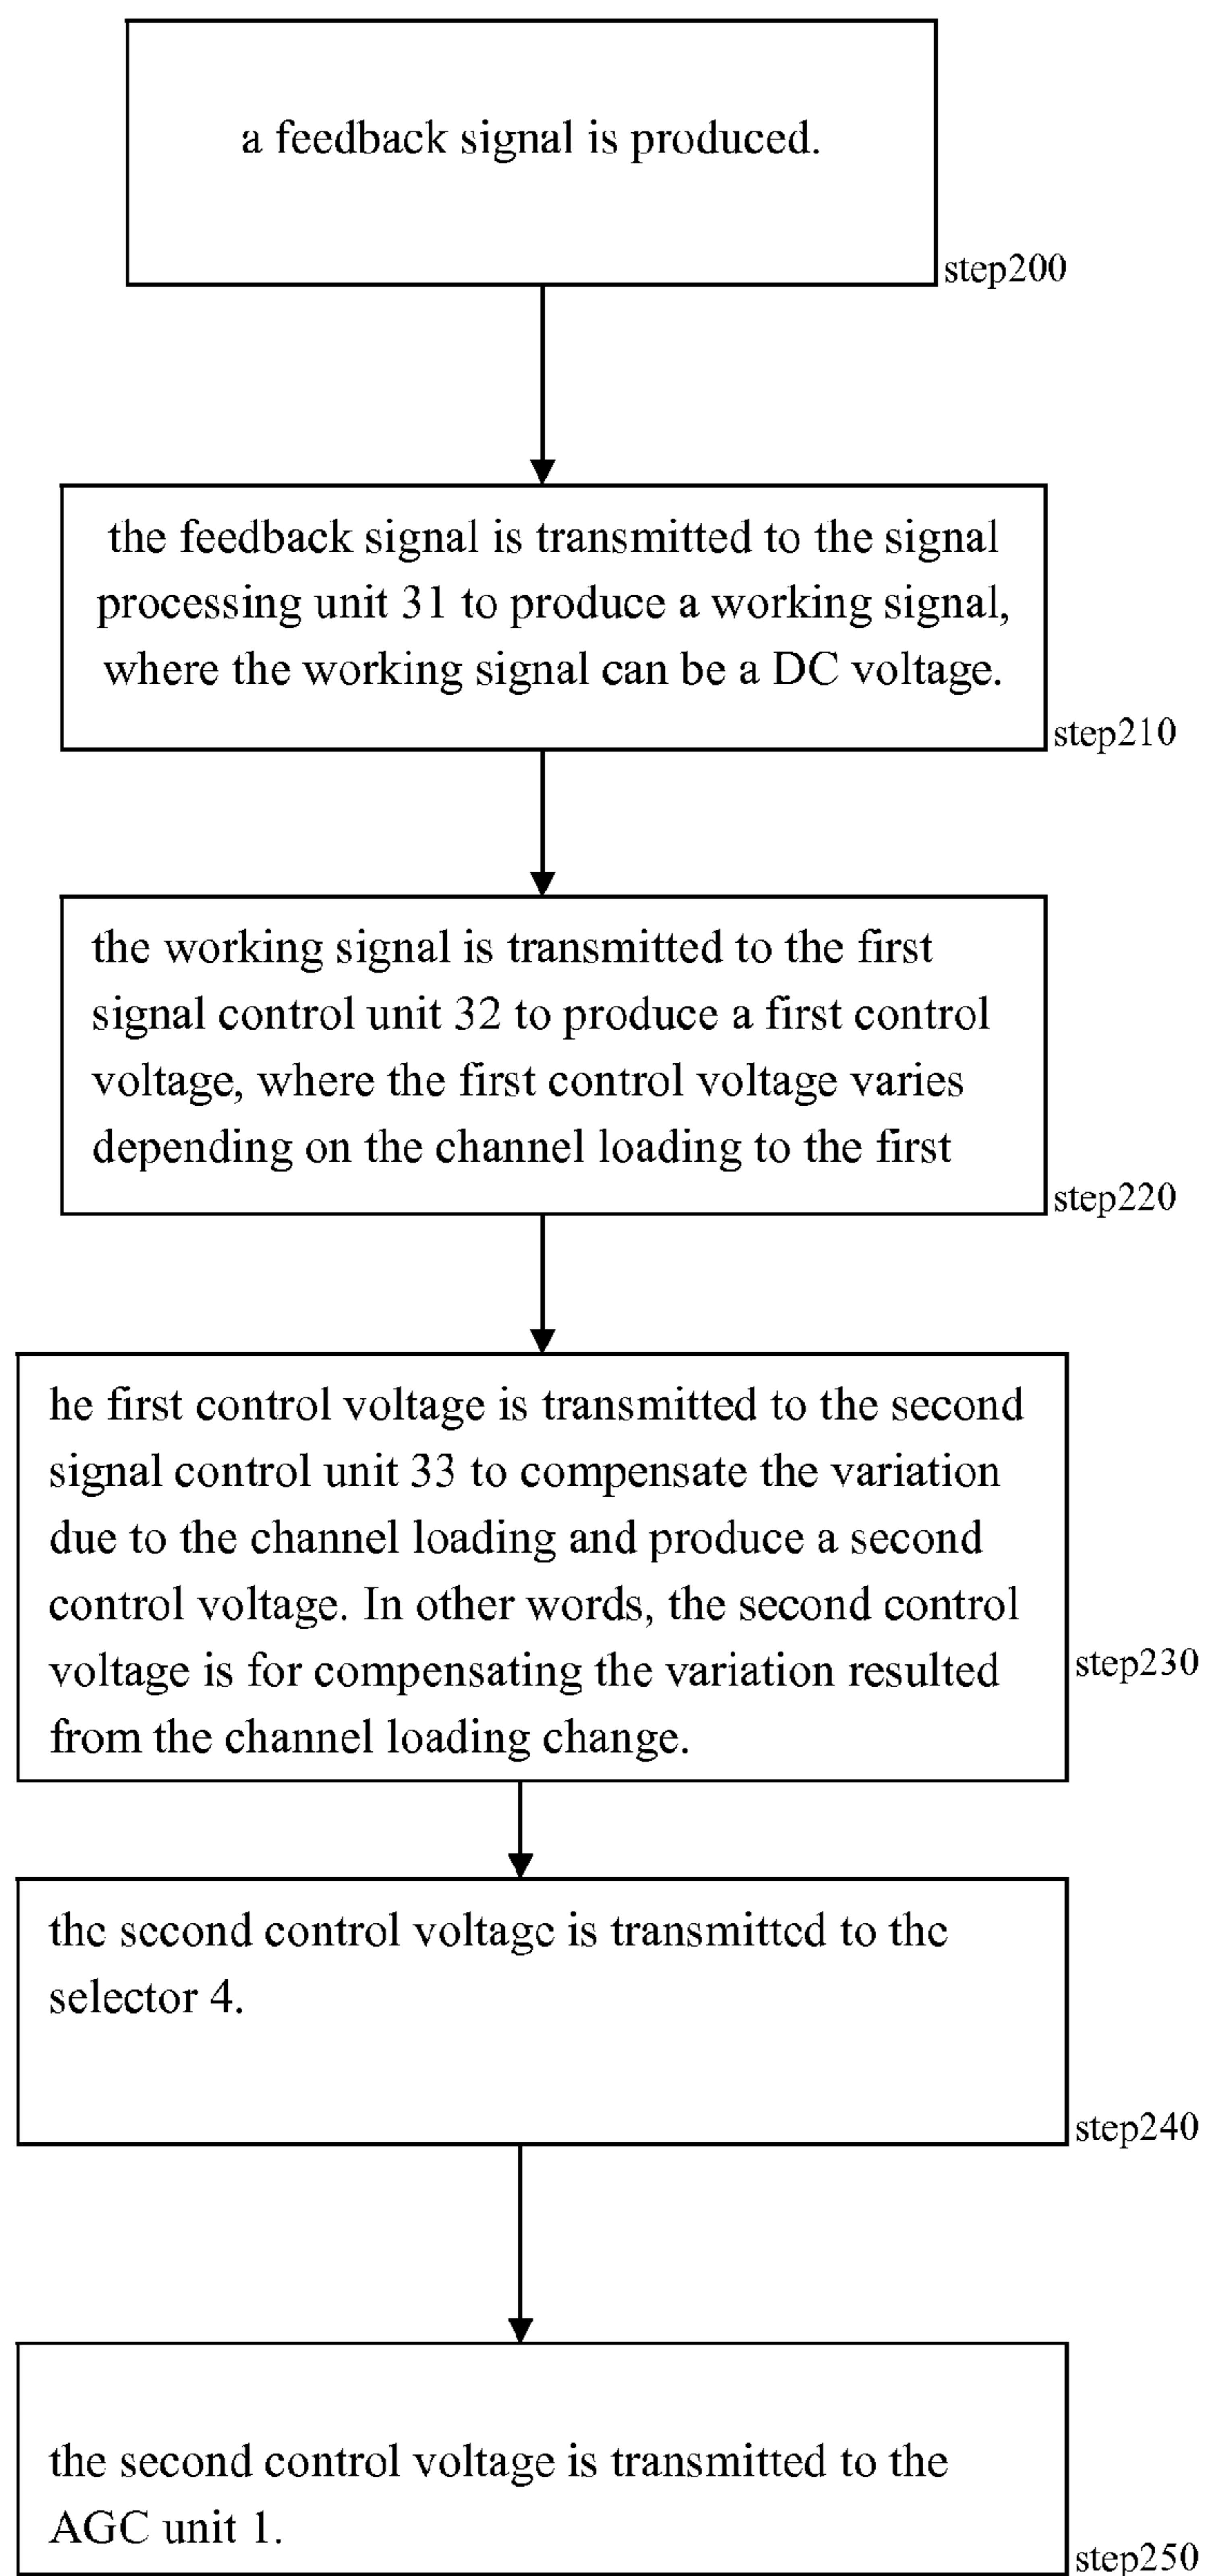 a feedback signal is produced.
step200
the feedback signal is transmitted to the signal
processing unit 31 to produce a working signal,
where the working signal can be a DC voltage.
step210
the working signal is transmitted to the first
signal control unit 32 to produce a first control
voltage, where the first control voltage varies
depending on the channel loading to the first
step220
he first control voltage is transmitted to the second
signal control unit 33 to compensate the variation
due to the channel loading and produce a second
control voltage. In other words, the second control
voltage is for compensating the variation resulted
from the channel loading change.
step230
the second control voltage is transmitted to the
selector 4.
step240
the second control voltage is transmitted to the
AGC unit 1.
step250